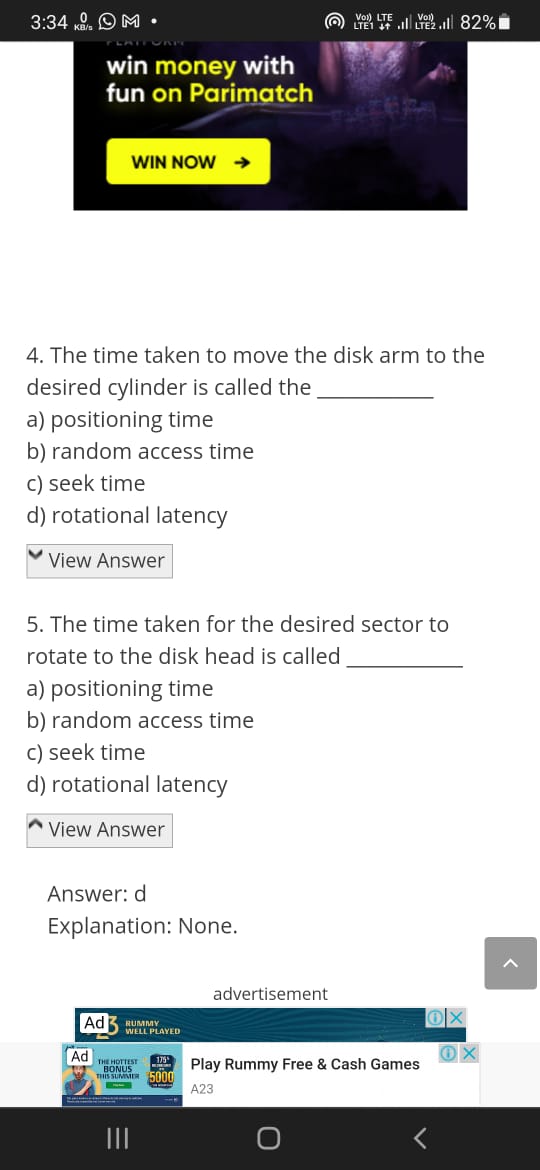 3:34 0 KB/s M •
Vo)) LTE LTE1 Vo)) LTE2 82%
win money with
fun on Parimatch
WIN NOW →
4. The time taken to move the disk arm to the
desired cylinder is called the ____________
a) positioning time
b) random access time
c) seek time
d) rotational latency
View Answer
5. The time taken for the desired sector to
rotate to the disk head is called ____________
a) positioning time
b) random access time
c) seek time
d) rotational latency
View Answer
Answer: d
Explanation: None.
advertisement
Ad
RUMMY
WELL PLAYED
Ad
THE HOTTEST
BONUS
THIS SUMMER
175%
5000
Play Rummy Free & Cash Games
A23